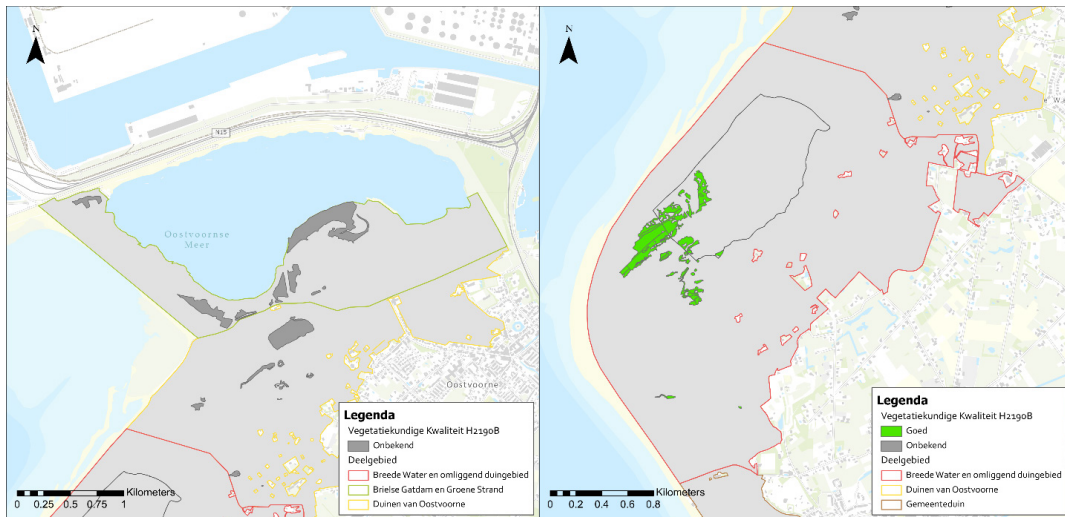 N
N15
Oostvoornse
Meer
Oostvoorne
Legenda
Vegetatiekundige Kwaliteit H2190B
Onbekend
Deelgebied
Breede Water en omliggend duingebied
Brielse Gatdam en Groene Strand
Duinen van Oostvoorne
Kilometers
0 0.25 0.5 0.75 1
N
Legenda
Vegetatiekundige Kwaliteit H2190B
Goed
Onbekend
Deelgebied
Breede Water en omliggend duingebied
Duinen van Oostvoorne
Gemeenteduin
Kilometers
0 0.2 0.4 0.6 0.8